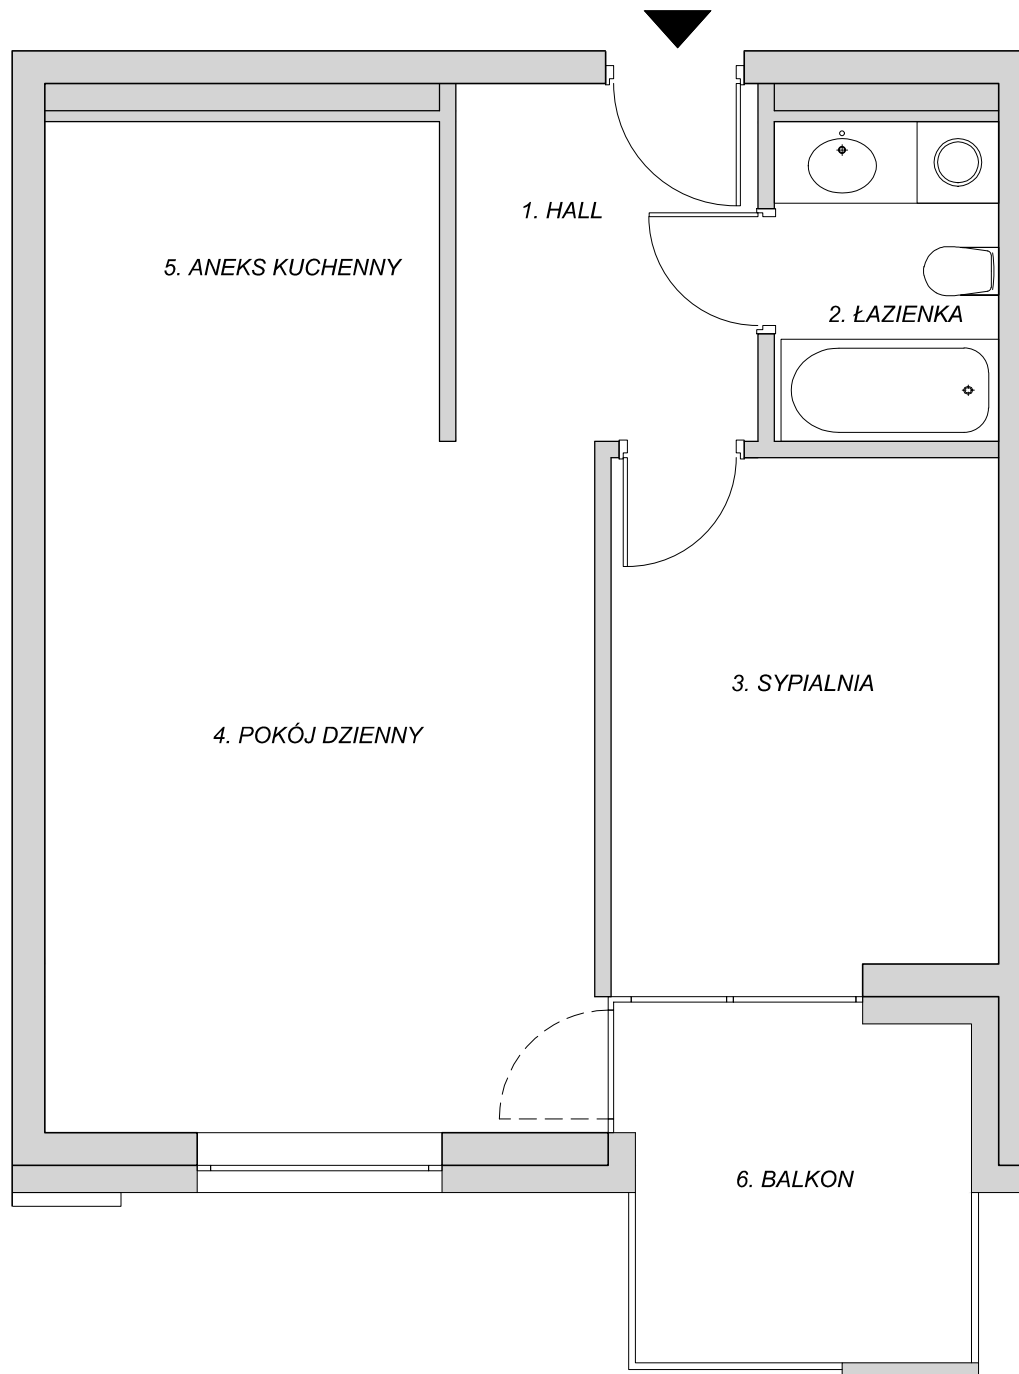 1. HALL
5. ANEKS KUCHENNY
2. ŁAZIENKA
3. SYPIALNIA
4. POKÓJ DZIENNY
6. BALKON